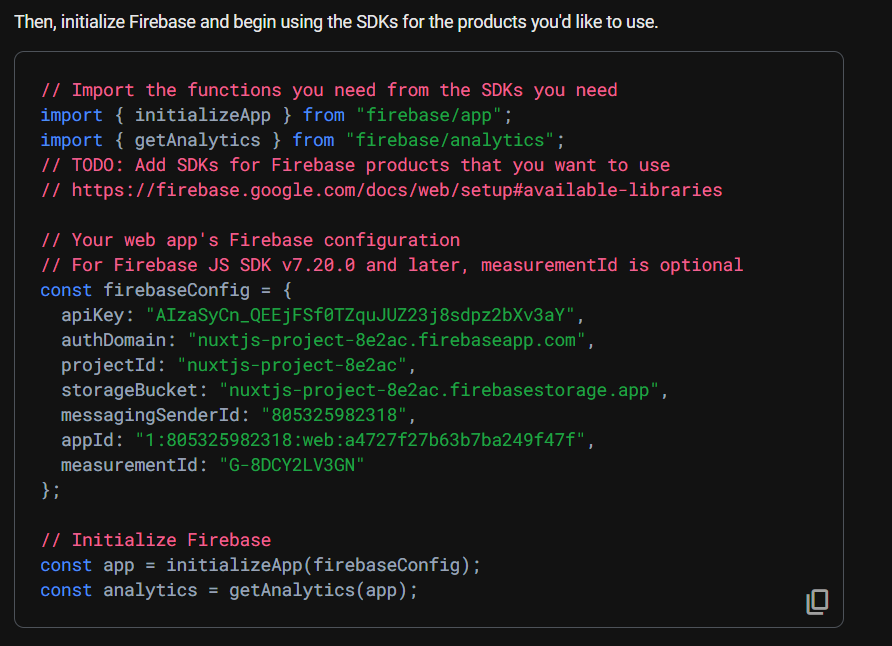 Then, initialize Firebase and begin using the SDKs for the products you'd like to use.
// Import the functions you need from the SDKs you need
import { initializeApp } from "firebase/app";
import { getAnalytics } from "firebase/analytics";
// TODO: Add SDKs for Firebase products that you want to use
// https://firebase.google.com/docs/web/setup#available-libraries
// Your web app's Firebase configuration
// For Firebase JS SDK v7.20.0 and later, measurementId is optional
const firebaseConfig = {
apiKey: "AIzaSyCn_QEEjFSf0TZquJUZ23j8sdpz2bXv3aY",
authDomain: "nuxtjs-project-8e2ac.firebaseapp.com",
projectId: "nuxtjs-project-8e2ac",
storageBucket: "nuxtjs-project-8e2ac.firebasestorage.app",
messagingSenderId: "805325982318",
appId: "1:805325982318:web:a4727f27b63b7ba249f47f",
measurementId: "G-8DCY2LV3GN"
};
// Initialize Firebase
const app = initializeApp(firebaseConfig);
const analytics = getAnalytics(app);